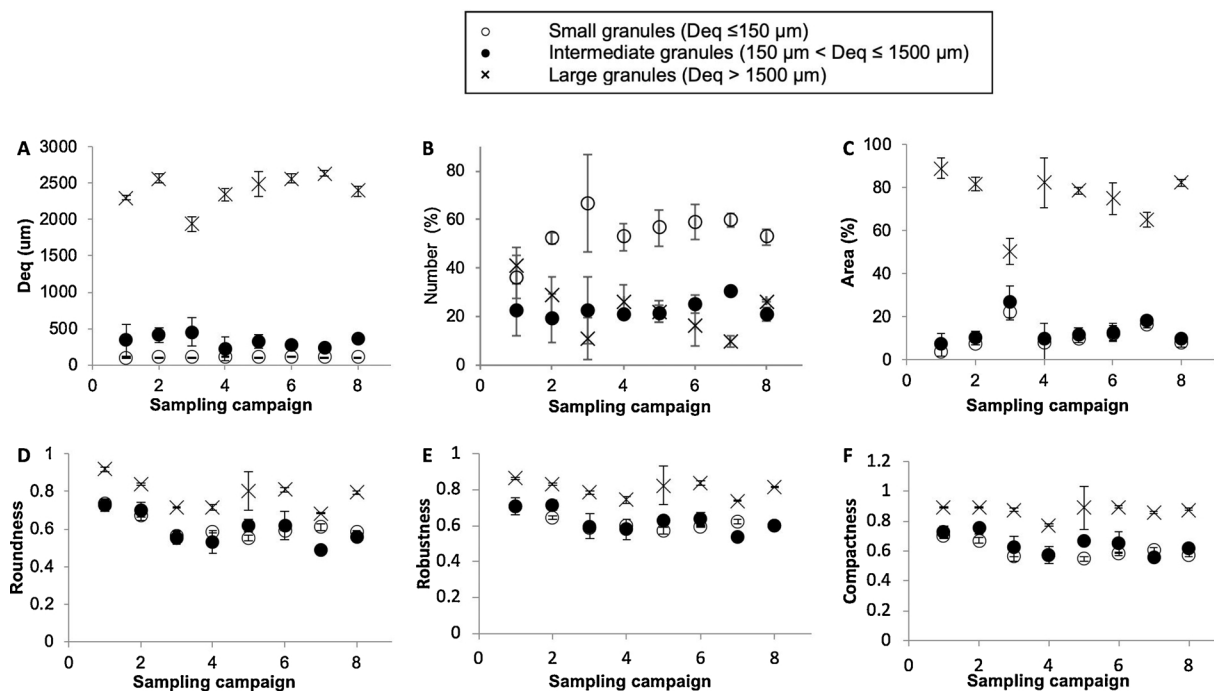 Small granules (Deq ≤150 µm)
Intermediate granules (150 µm < Deq ≤ 1500 µm)
Large granules (Deq > 1500 µm)
A
Deq (um)
3000
2500
2000
1500
1000
500
0
0 2 4 6 8
Sampling campaign
B
Number (%)
80
60
40
20
0
0 2 4 6 8
Sampling campaign
C
Area (%)
100
80
60
40
20
0
0 2 4 6 8
Sampling campaign
D
Roundness
1
0.8
0.6
0.4
0.2
0
0 2 4 6 8
Sampling campaign
E
Robustness
1
0.8
0.6
0.4
0.2
0
0 2 4 6 8
Sampling campaign
F
Compactness
1.2
1
0.8
0.6
0.4
0.2
0
0 2 4 6 8
Sampling campaign